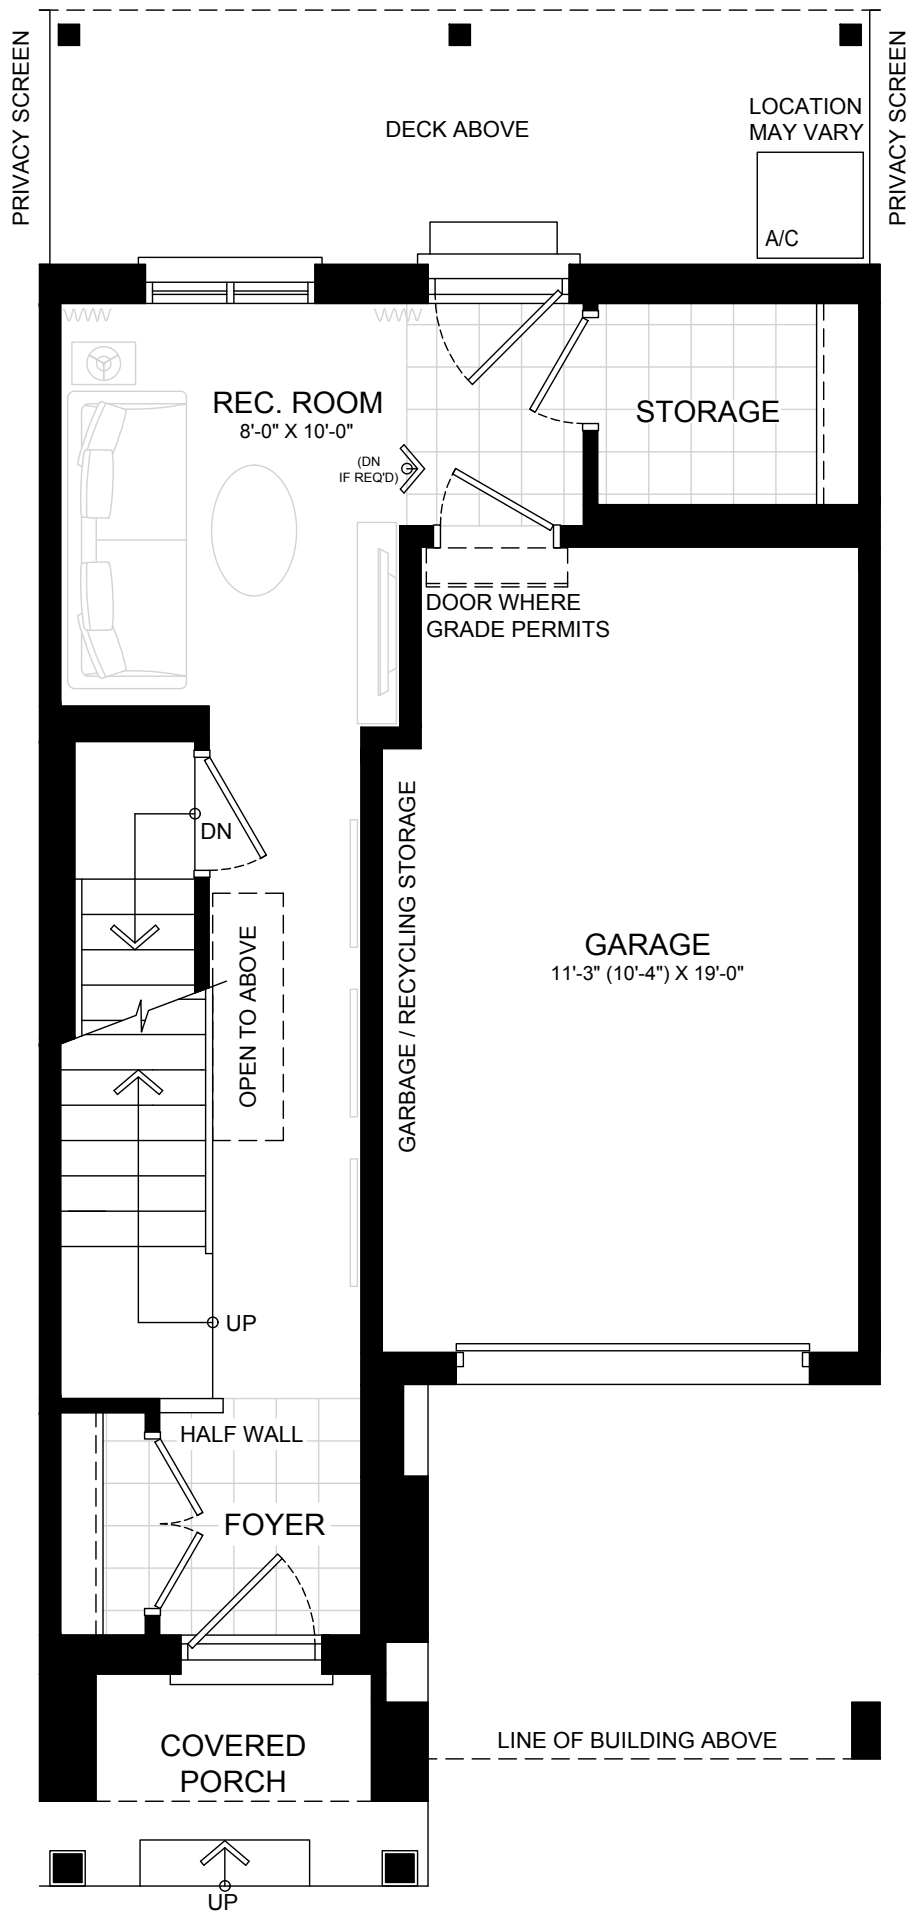 PRIVACY SCREEN
PRIVACY SCREEN
DECK ABOVE
LOCATION
MAY VARY
A/C
REC. ROOM
8'-0" X 10'-0"
STORAGE
(DN
IF REQ'D)
DOOR WHERE
GRADE PERMITS
DN
OPEN TO ABOVE
GARBAGE / RECYCLING STORAGE
GARAGE
11'-3" (10'-4") X 19'-0"
UP
HALF WALL
FOYER
COVERED
PORCH
LINE OF BUILDING ABOVE
UP